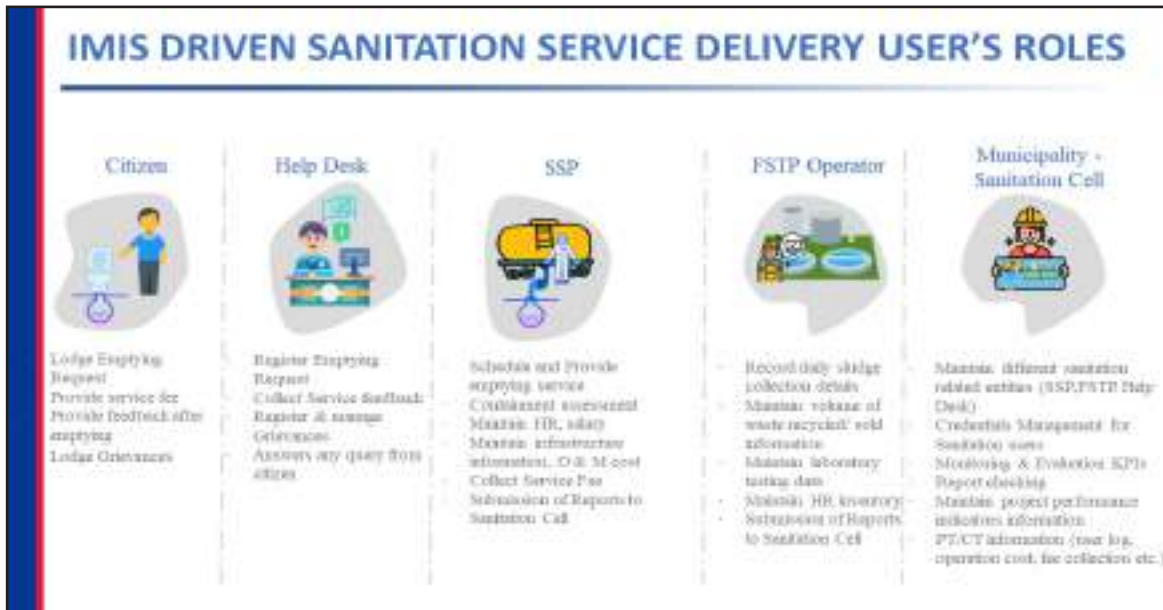 IMIS DRIVEN SANITATION SERVICE DELIVERY USER'S ROLES
Citizen
Lodge Emptying
Request
Provide service fee
Provide feedback after
emptying
Lodge Grievances
Help Desk
Register Emptying
Request
Collect Service feedback
Register & manage
Grievances
Answers any query from
citizen
SSP
Schedule and Provide
emptying service
Containment assessment
Maintain HR, salary
Maintain infrastructure
information, O & M cost
Collect Service Fee
Submission of Reports to
Sanitation Cell
FSTP Operator
Record daily sludge
collection details
Maintain volume of
waste recycled/ sold
information
Maintain laboratory
testing data
Maintain HR inventory
Submission of Reports
to Sanitation Cell
Municipality -
Sanitation Cell
Maintain different sanitation
related entities (SSP,FSTP, Help
Desk)
Credentials Management for
Sanitation users
Monitoring & Evaluation KPIs
Report checking
Maintain project performance
indicators information
PT/CT information (user log,
operation cost, fee collection etc.)